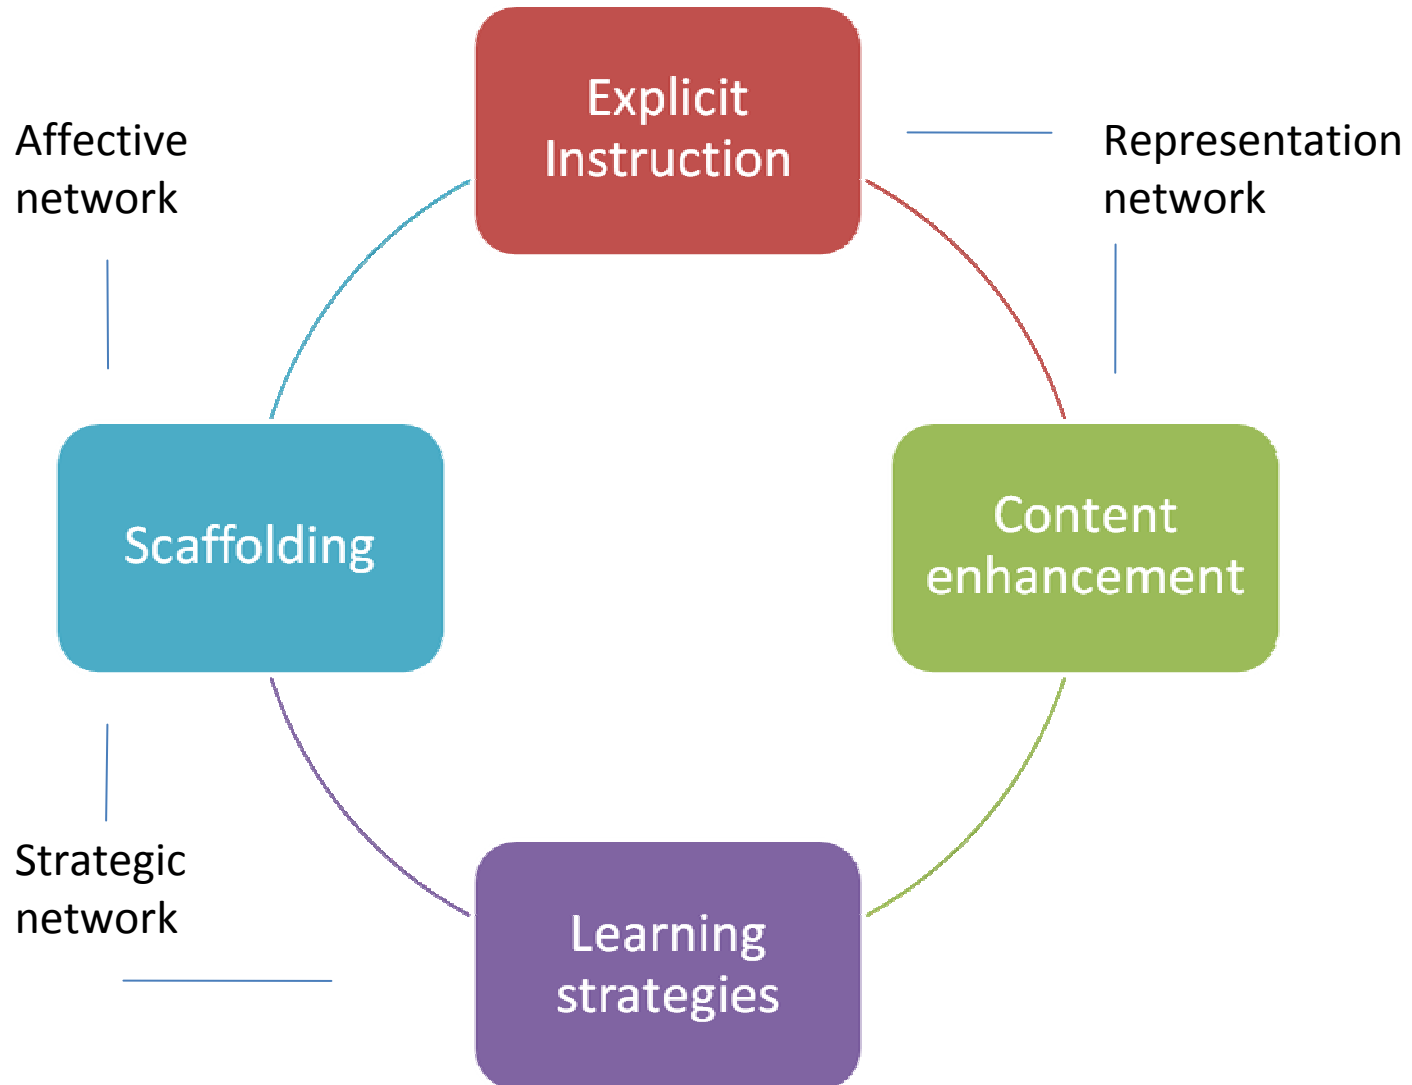 Explicit
Instruction
Affective
network
Representation
network
Scaffolding
Content
enhancement
Strategic
network
Learning
strategies